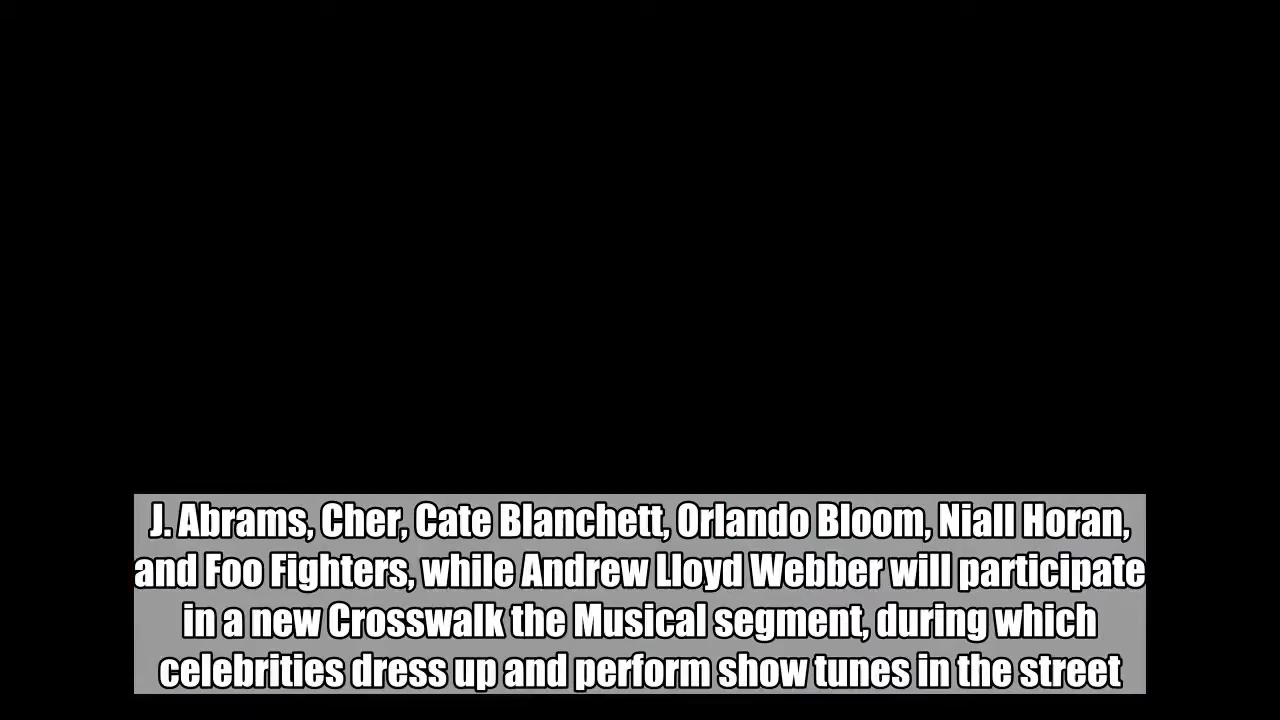 J. Abrams, Cher, Cate Blanchett, Orlando Bloom, Niall Horan,
and Foo Fighters, while Andrew Lloyd Webber will participate
in a new Crosswalk the Musical segment, during which
celebrities dress up and perform show tunes in the street